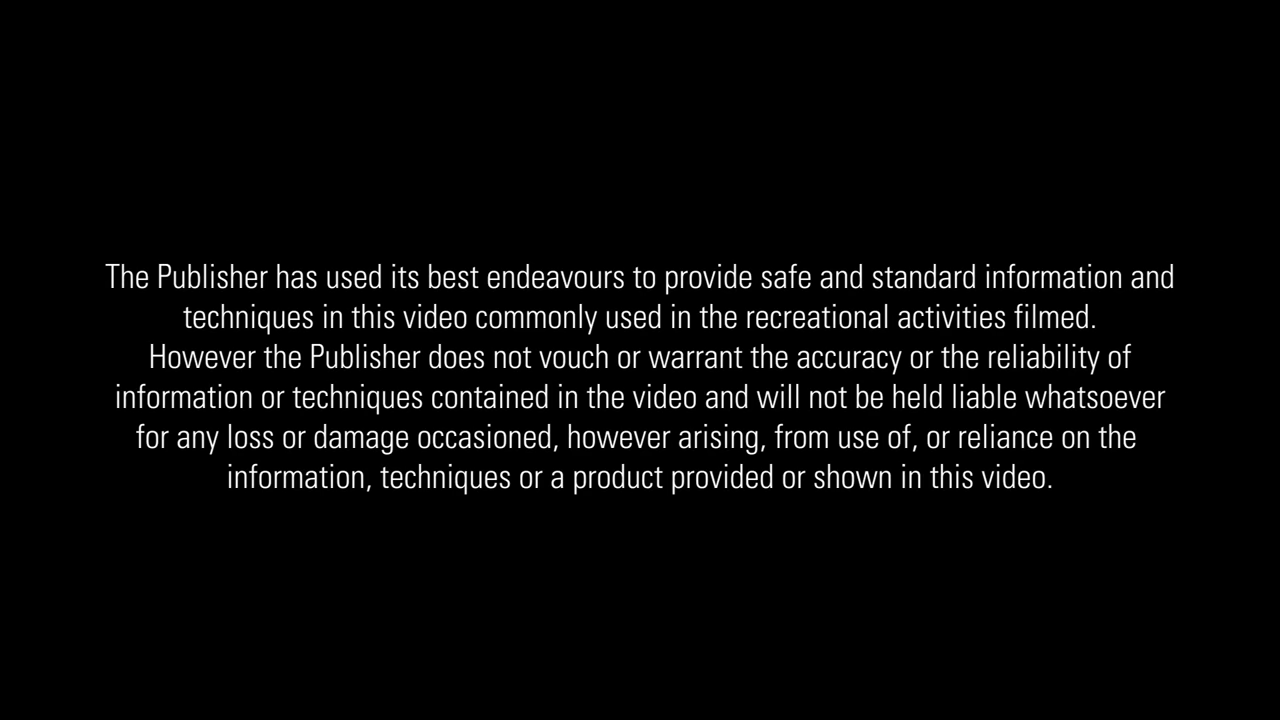 The Publisher has used its best endeavours to provide safe and standard information and
techniques in this video commonly used in the recreational activities filmed.
However the Publisher does not vouch or warrant the accuracy or the reliability of
information or techniques contained in the video and will not be held liable whatsoever
for any loss or damage occasioned, however arising, from use of, or reliance on the
information, techniques or a product provided or shown in this video.